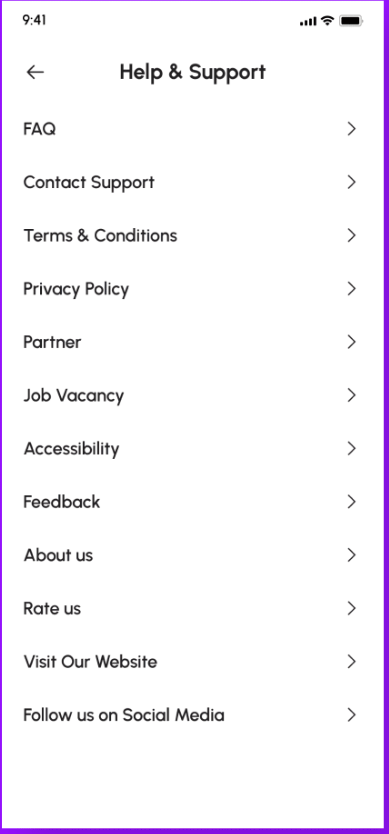 9:41
Help & Support
FAQ
Contact Support
Terms & Conditions
Privacy Policy
Partner
Job Vacancy
Accessibility
Feedback
About us
Rate us
Visit Our Website
Follow us on Social Media